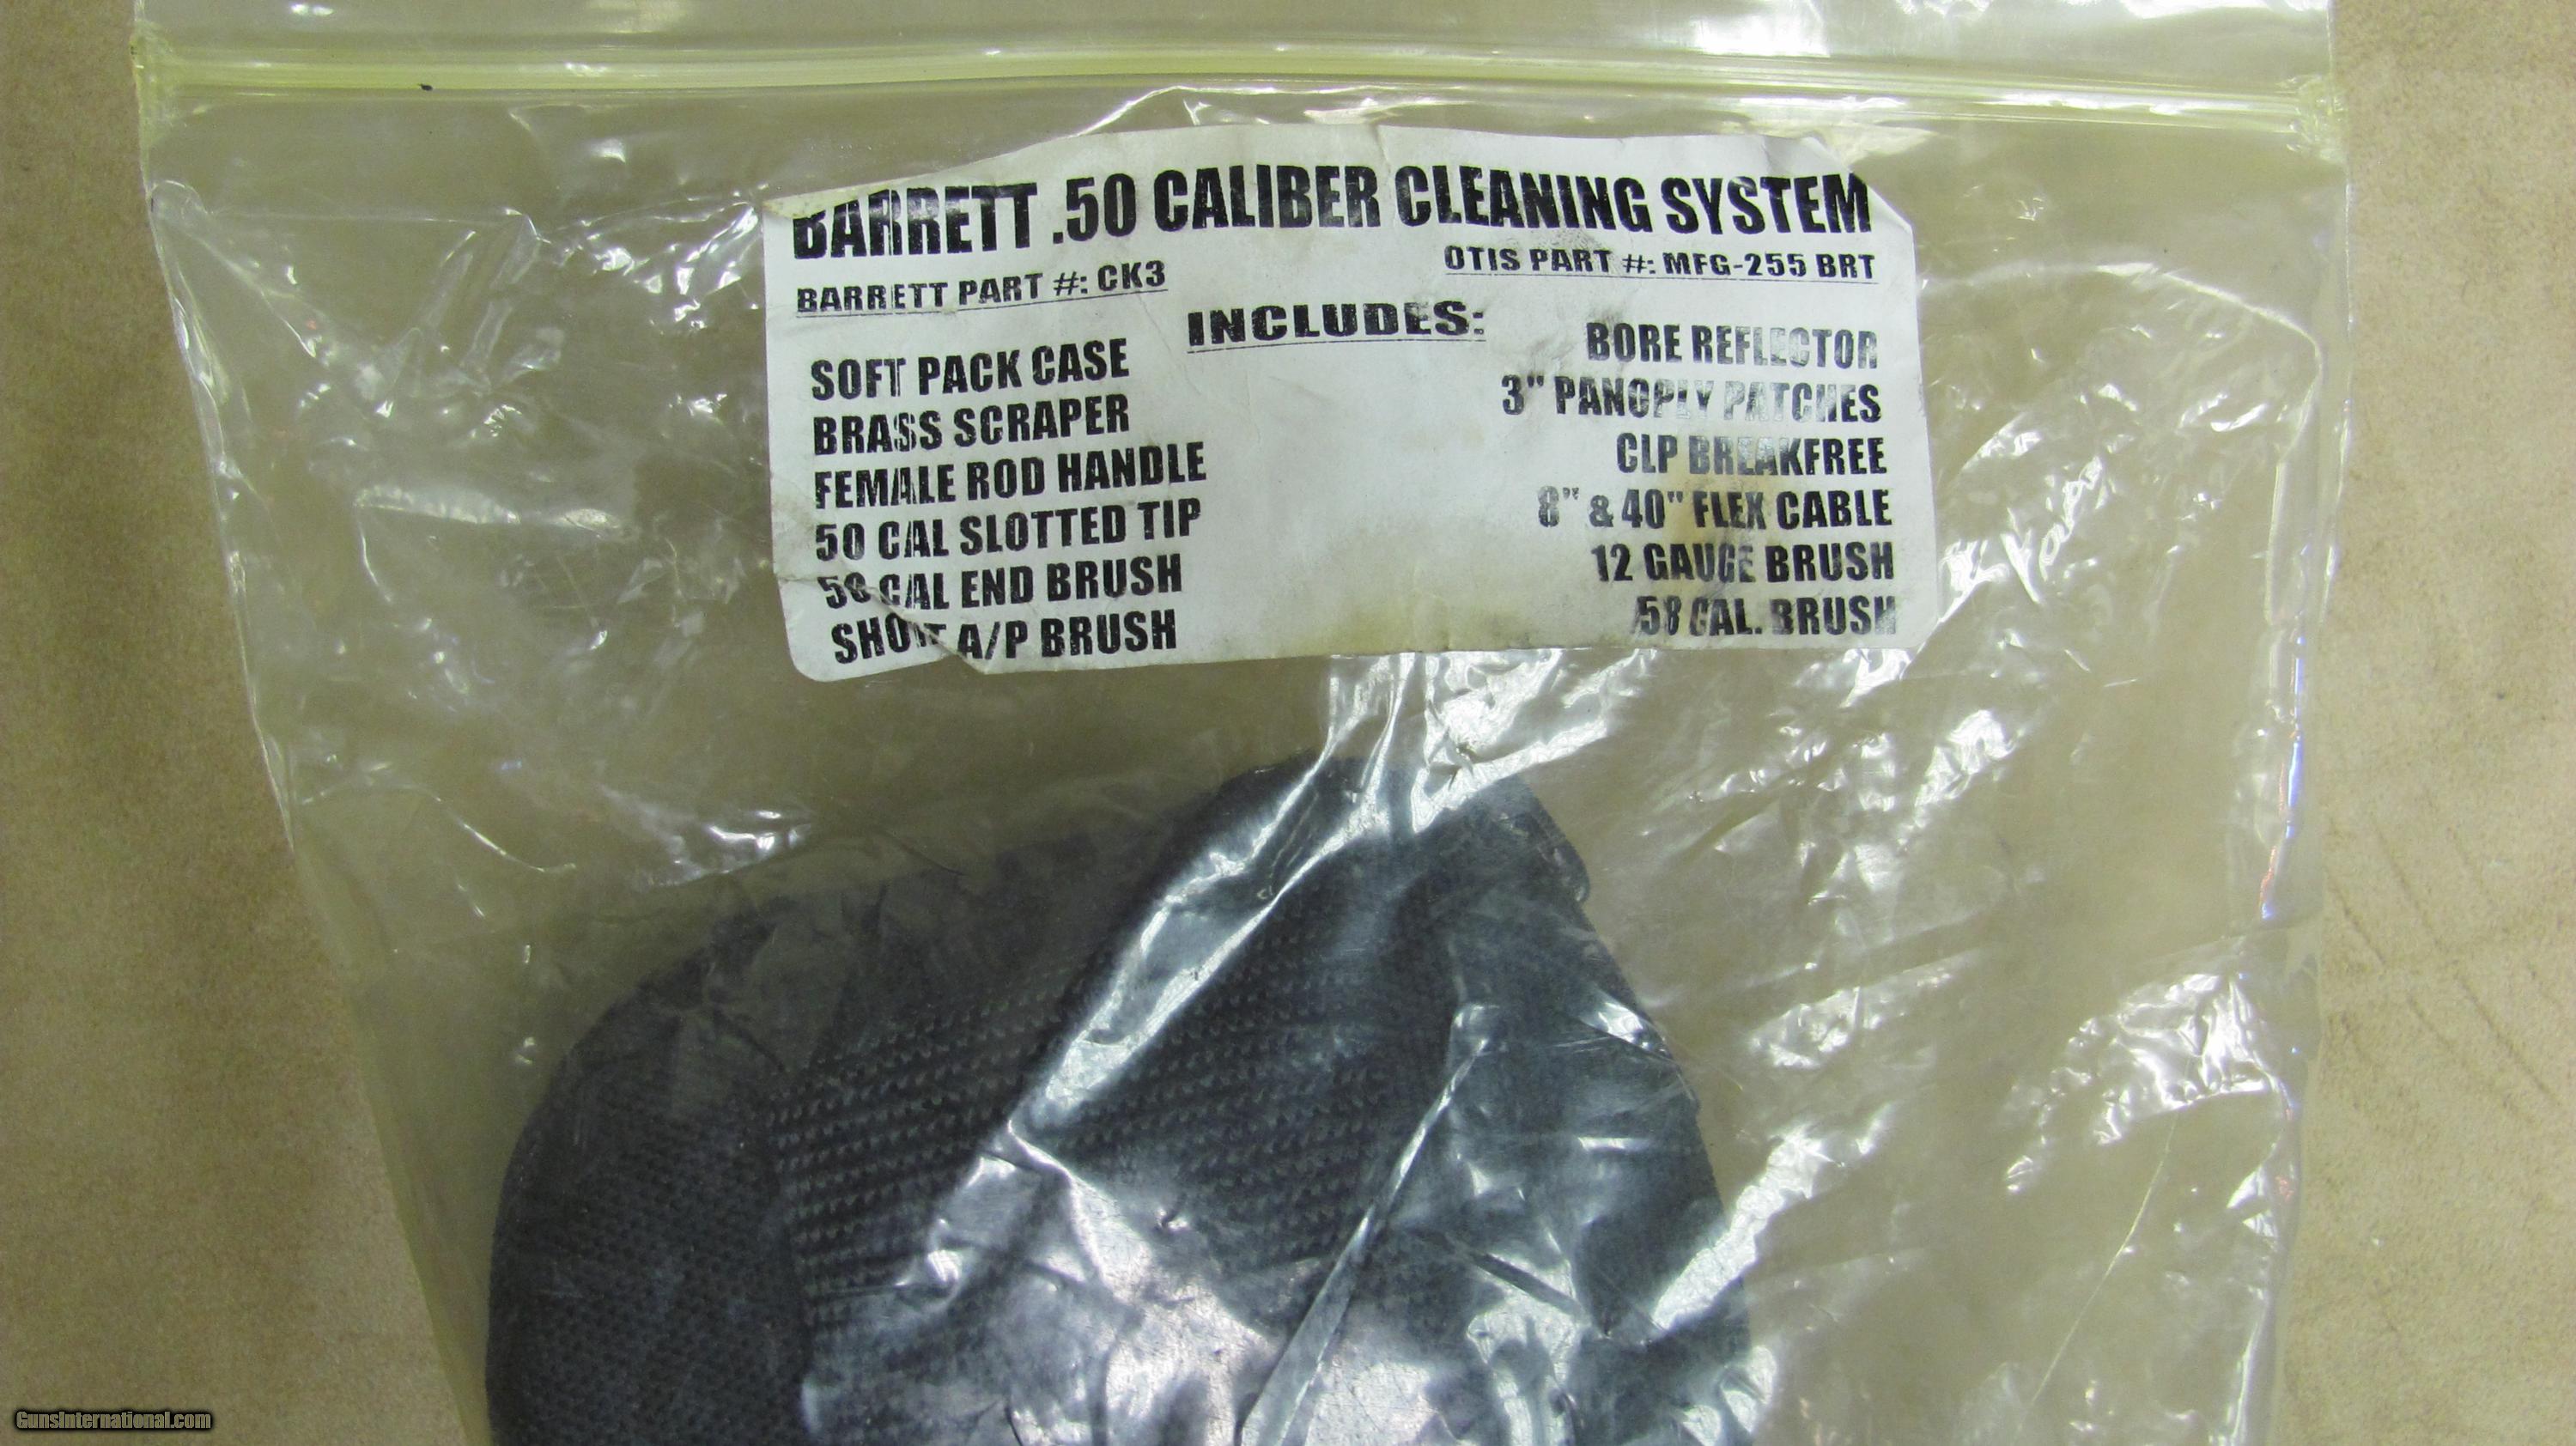 BARRETT .50 CALIBER CLEANING SYSTEM
BARRETT PART #: CK3
OTIS PART #: MFG-255 BRT
INCLUDES:
SOFT PACK CASE
BRASS SCRAPER
FEMALE ROD HANDLE
50 CAL SLOTTED TIP
50 CAL END BRUSH
SHORT A/P BRUSH
BORE REFLECTOR
3" PANOPLY PATCHES
CLP BREAKFREE
8" & 40" FLEX CABLE
12 GAUGE BRUSH
.58 CAL. BRUSH
GunsInternational.com